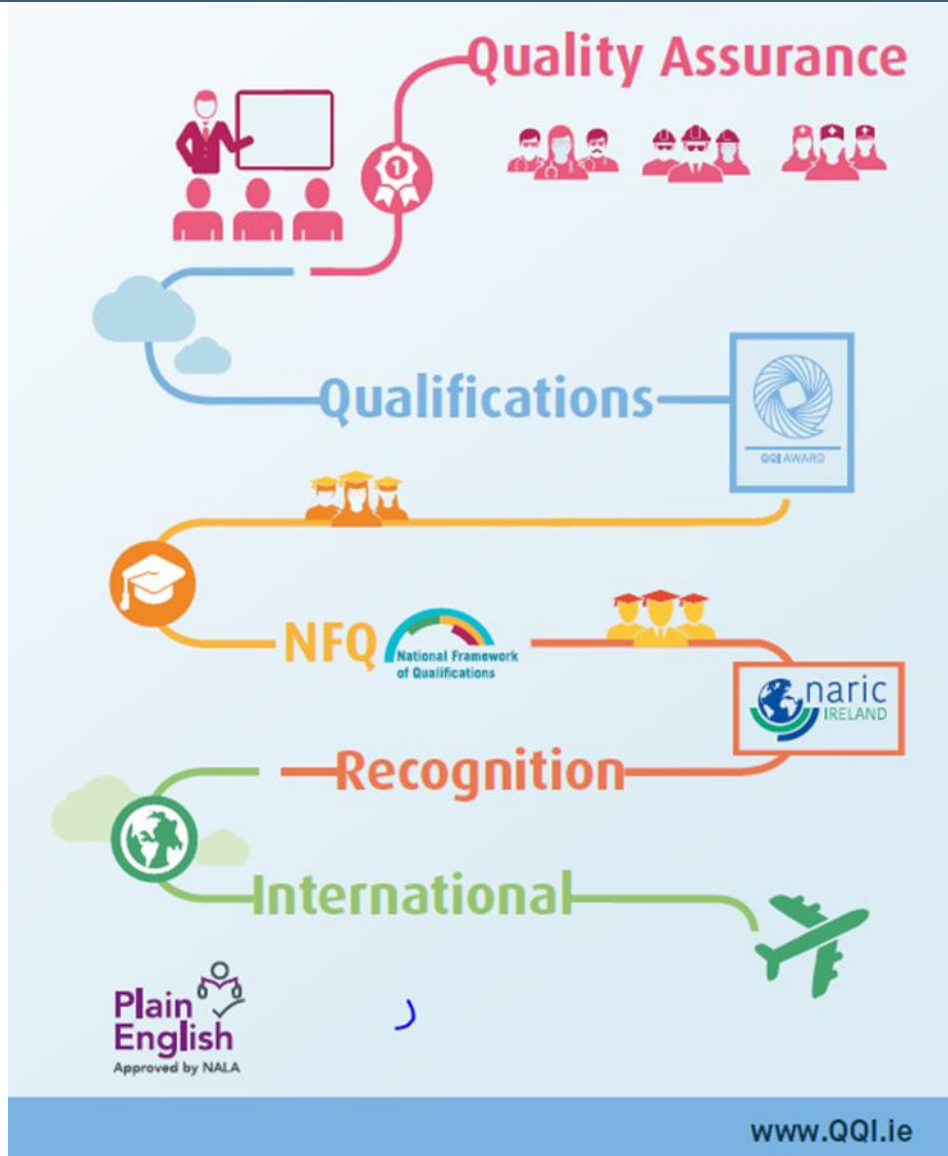 Quality Assurance
1
Qualifications
QQI AWARD
NFQ
National Framework
of Qualifications
naric
IRELAND
Recognition
International
Plain
English
Approved by NALA
www.QQI.ie